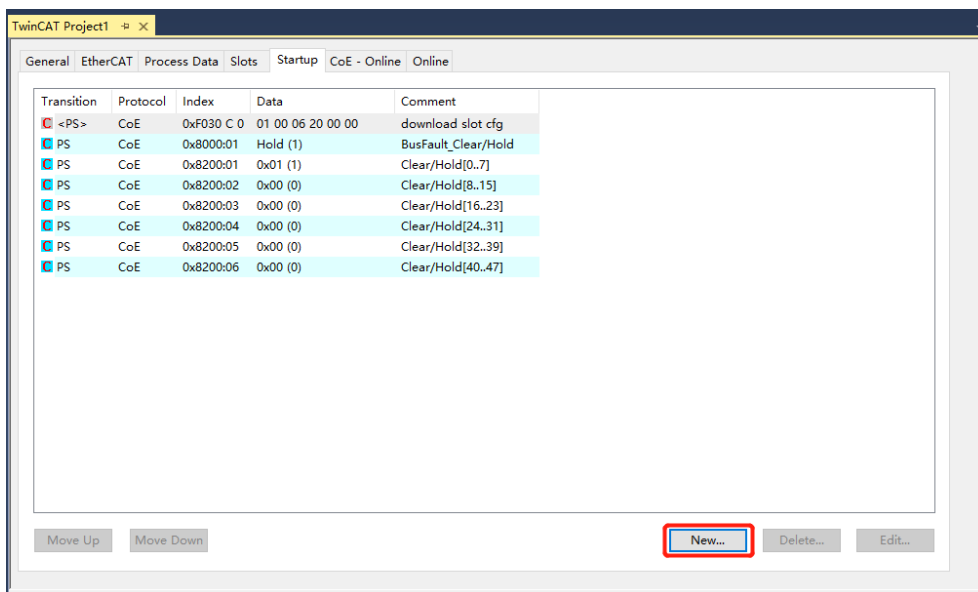 TwinCAT Project1
General EtherCAT Process Data Slots Startup CoE - Online Online
Transition Protocol Index Data Comment
C <PS> CoE 0xF030 C 0 01 00 06 20 00 00 download slot cfg
C PS CoE 0x8000:01 Hold (1) BusFault_Clear/Hold
C PS CoE 0x8200:01 0x01 (1) Clear/Hold[0..7]
C PS CoE 0x8200:02 0x00 (0) Clear/Hold[8..15]
C PS CoE 0x8200:03 0x00 (0) Clear/Hold[16..23]
C PS CoE 0x8200:04 0x00 (0) Clear/Hold[24..31]
C PS CoE 0x8200:05 0x00 (0) Clear/Hold[32..39]
C PS CoE 0x8200:06 0x00 (0) Clear/Hold[40..47]
Move Up Move Down New... Delete... Edit...